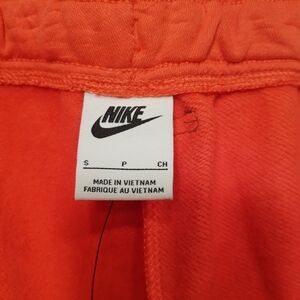 NIKE
S P CH
MADE IN VIETNAM
FABRIQUE AU VIETNAM